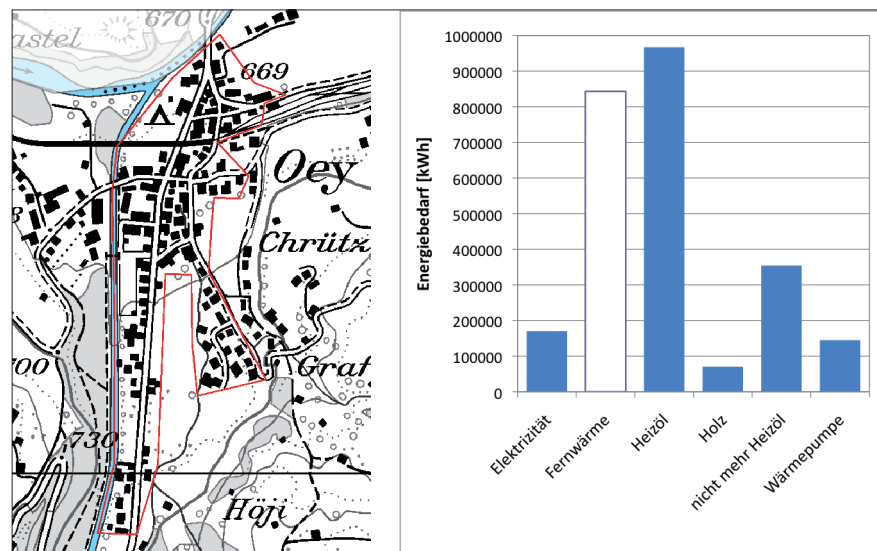 670
astel
669
Oey
Chrütz
Graf
700
730
Höji
1000000
900000
800000
700000
600000
500000
400000
300000
200000
100000
0
Energiebedarf [kWh]
Elektrizität
Fernwärme
Heizöl
Holz
nicht mehr Heizöl
Wärmepumpe